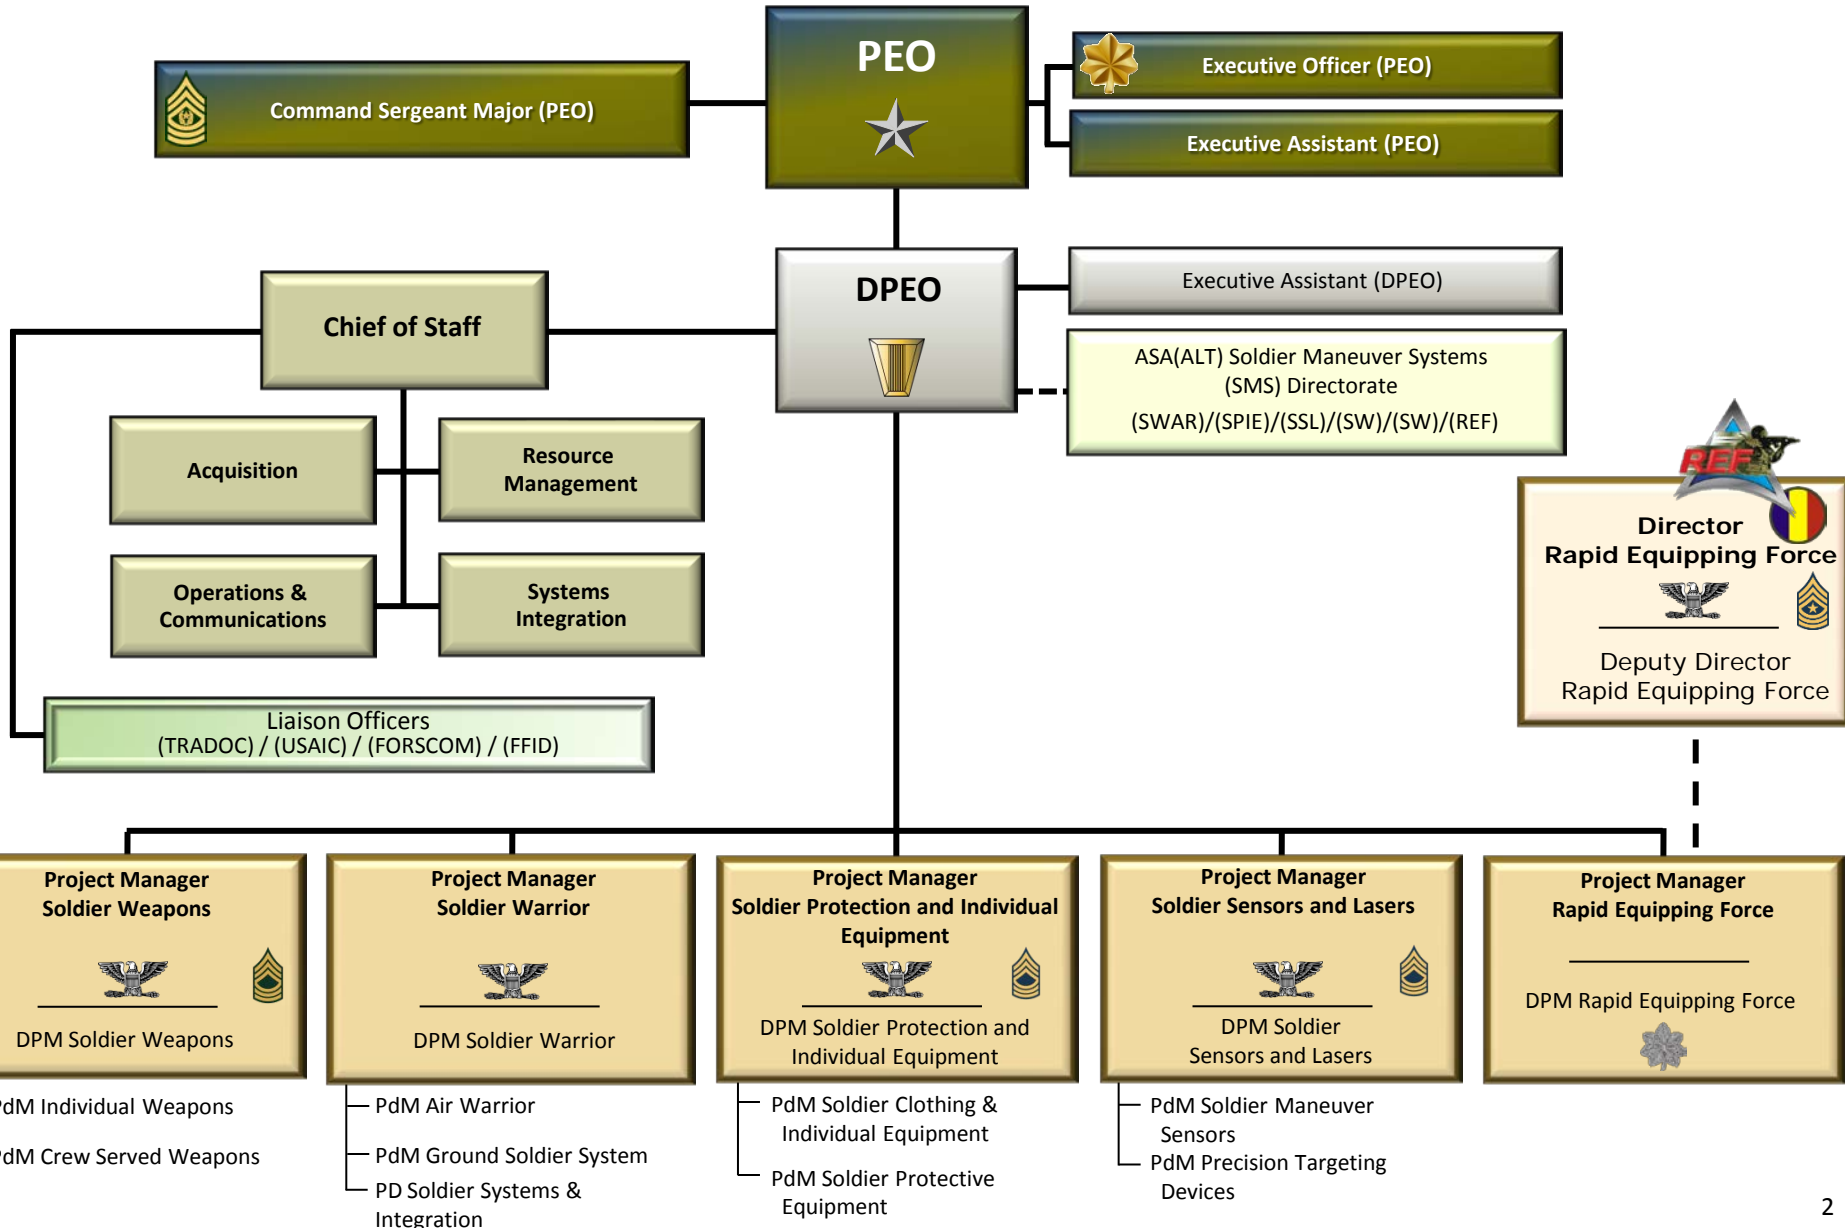 PEO
Command Sergeant Major (PEO)
Executive Officer (PEO)
Executive Assistant (PEO)
DPEO
Executive Assistant (DPEO)
ASA(ALT) Soldier Maneuver Systems
(SMS) Directorate
(SWAR)/(SPIE)/(SSL)/(SW)/(SW)/(REF)
Chief of Staff
Acquisition
Resource
Management
Operations &
Communications
Systems
Integration
Liaison Officers
(TRADOC) / (USAIC) / (FORSCOM) / (FFID)
REF
Director
Rapid Equipping Force
Deputy Director
Rapid Equipping Force
Project Manager
Soldier Weapons
DPM Soldier Weapons
PdM Individual Weapons
PdM Crew Served Weapons
Project Manager
Soldier Warrior
DPM Soldier Warrior
PdM Air Warrior
PdM Ground Soldier System
PD Soldier Systems &
Integration
Project Manager
Soldier Protection and Individual
Equipment
DPM Soldier Protection and
Individual Equipment
PdM Soldier Clothing &
Individual Equipment
PdM Soldier Protective
Equipment
Project Manager
Soldier Sensors and Lasers
DPM Soldier
Sensors and Lasers
PdM Soldier Maneuver
Sensors
PdM Precision Targeting
Devices
Project Manager
Rapid Equipping Force
DPM Rapid Equipping Force
2